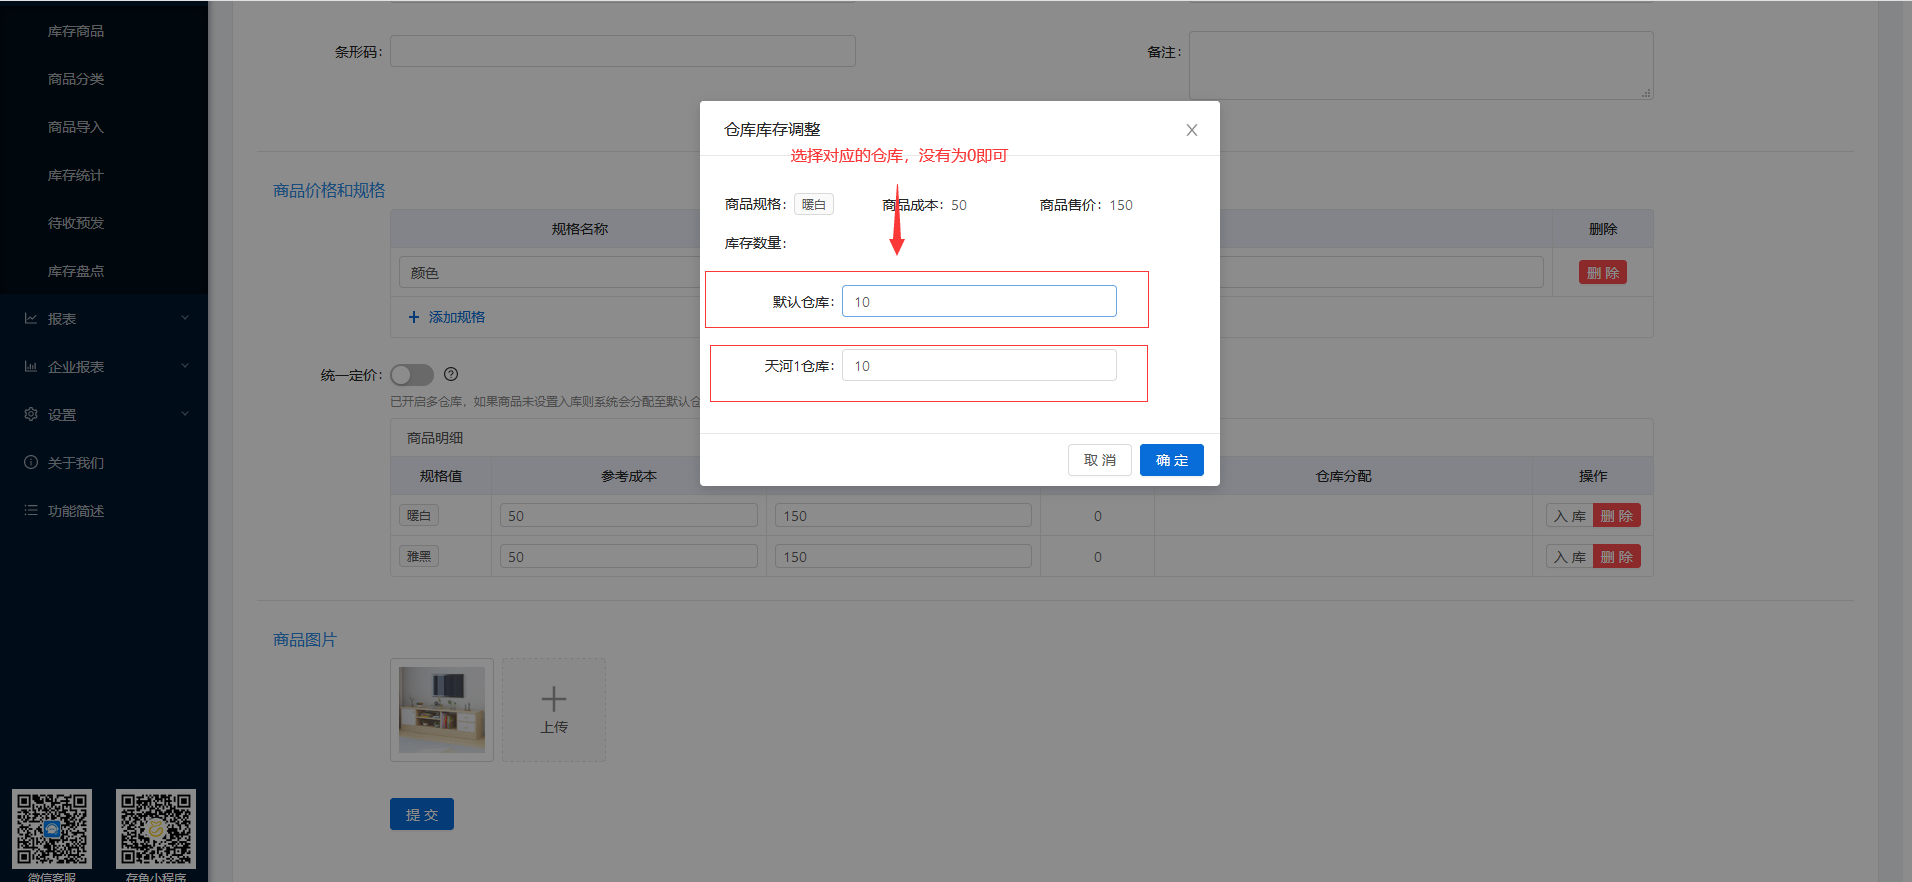 库存商品
商品分类
商品导入
库存统计
待收预发
库存盘点
报表
企业报表
设置
关于我们
功能简述
微信客服
存鱼小程序
条形码:
备注:
商品价格和规格
规格名称
删除
颜色
删 除
+ 添加规格
统一定价:
已开启多仓库，如果商品未设置入库则系统会分配至默认仓
商品明细
规格值
参考成本
仓库分配
操作
暖白
50
150
0
入 库
删 除
雅黑
50
150
0
入 库
删 除
商品图片
上传
提 交
仓库库存调整
选择对应的仓库，没有为0即可
商品规格: 暖白
商品成本: 50
商品售价: 150
库存数量:
默认仓库: 10
天河1仓库: 10
取 消
确 定